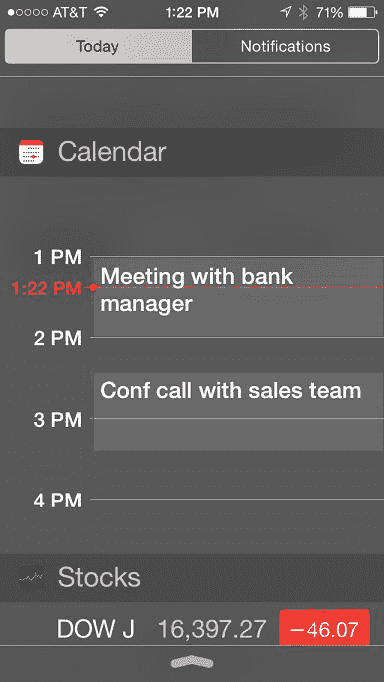 AT&T 1:22 PM 71%
Today Notifications
Calendar
1 PM
Meeting with bank
1:22 PM
manager
2 PM
Conf call with sales team
3 PM
4 PM
Stocks
DOW J 16,397.27 −46.07